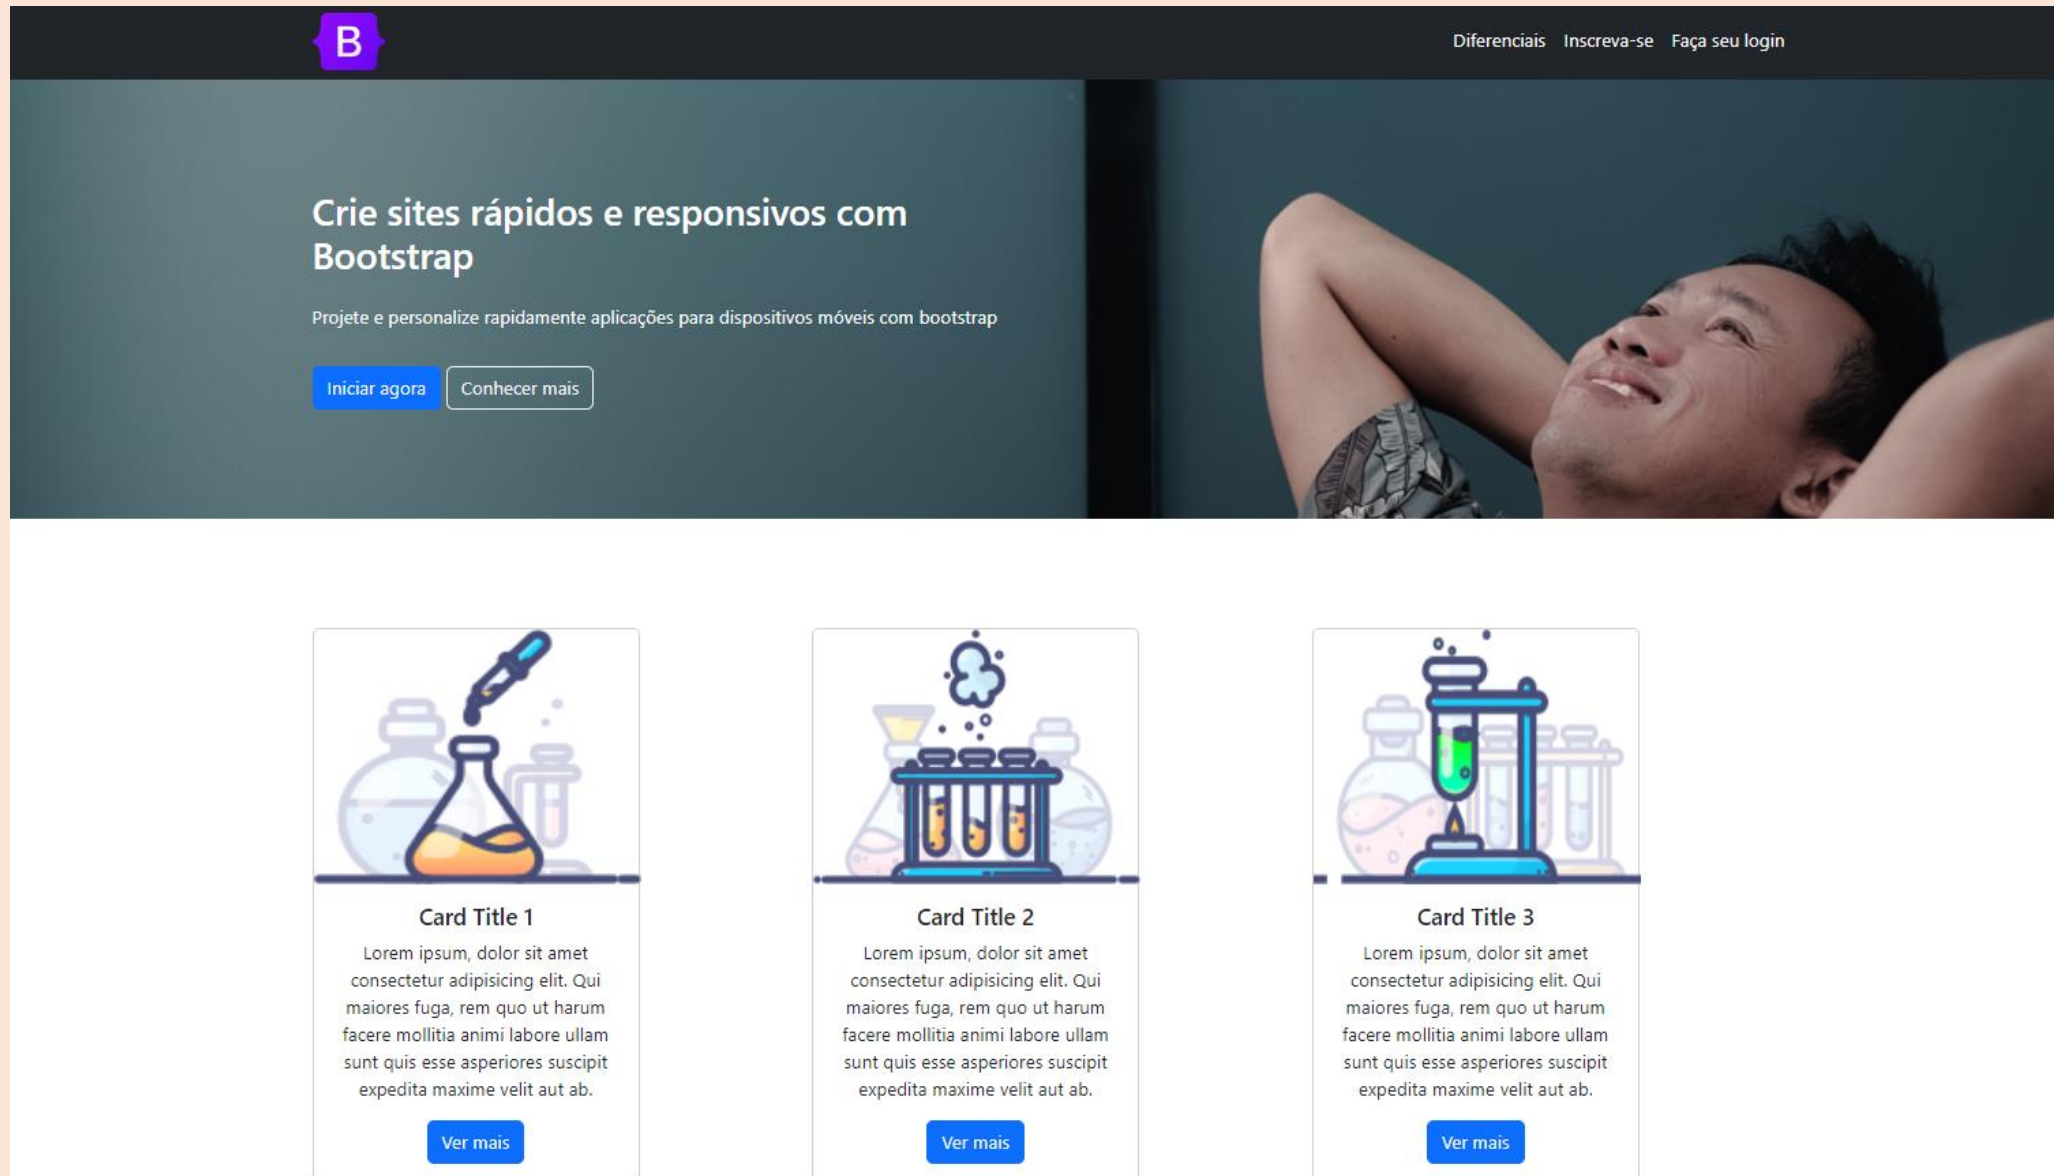 B
Diferenciais Inscreva-se Faça seu login
Crie sites rápidos e responsivos com
Bootstrap
Projete e personalize rapidamente aplicações para dispositivos móveis com bootstrap
Iniciar agora Conhecer mais
Card Title 1
Lorem ipsum, dolor sit amet
consectetur adipisicing elit. Qui
maiores fuga, rem quo ut harum
facere mollitia animi labore ullam
sunt quis esse asperiores suscipit
expedita maxime velit aut ab.
Ver mais
Card Title 2
Lorem ipsum, dolor sit amet
consectetur adipisicing elit. Qui
maiores fuga, rem quo ut harum
facere mollitia animi labore ullam
sunt quis esse asperiores suscipit
expedita maxime velit aut ab.
Ver mais
Card Title 3
Lorem ipsum, dolor sit amet
consectetur adipisicing elit. Qui
maiores fuga, rem quo ut harum
facere mollitia animi labore ullam
sunt quis esse asperiores suscipit
expedita maxime velit aut ab.
Ver mais